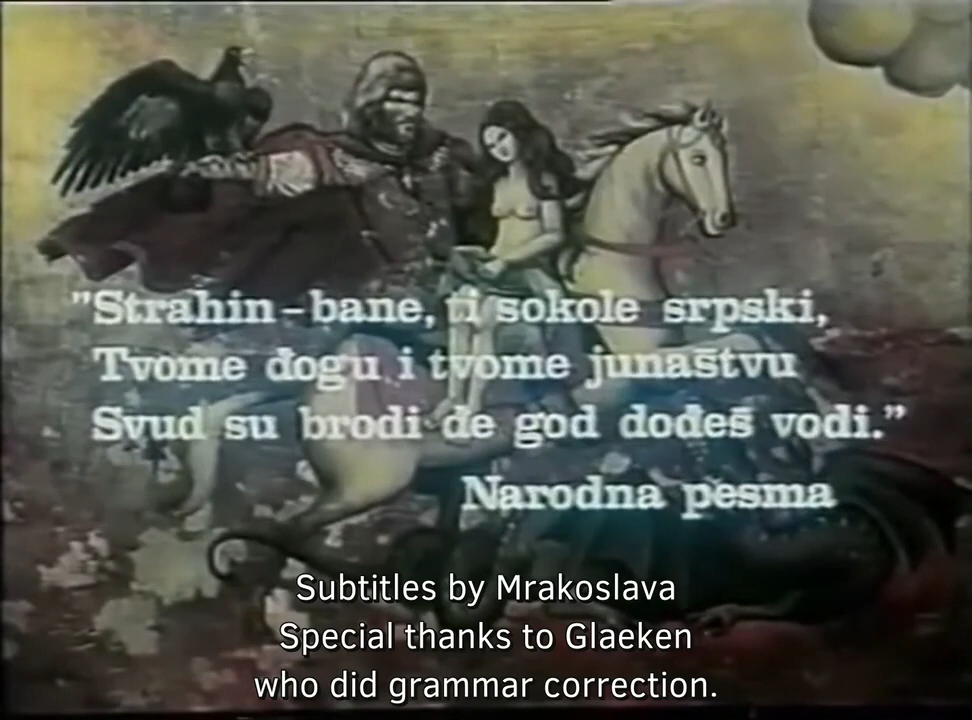 "Strahin-bane, ti sokole srpski,
Tvome đogu i tvome junaštvu
Svud su brodi đe god dođeš vodi."
Narodna pesma
Subtitles by Mrakoslava
Special thanks to Glaeken
who did grammar correction.